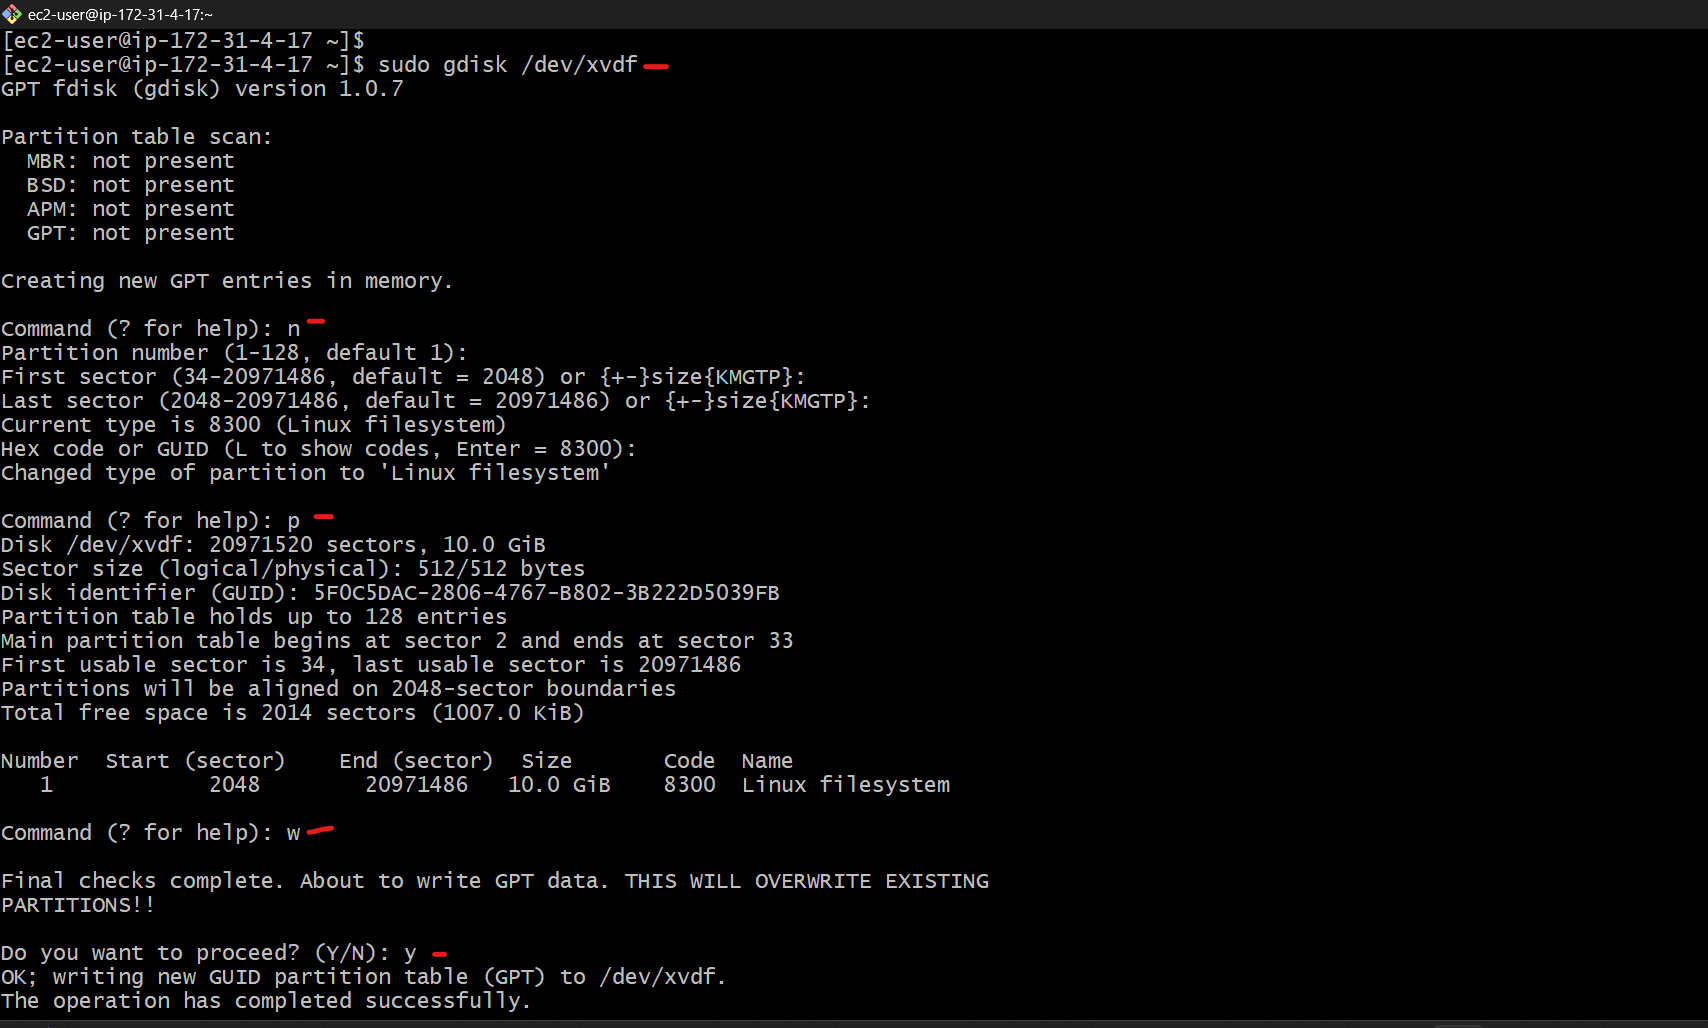 ec2-user@ip-172-31-4-17:~
[ec2-user@ip-172-31-4-17 ~]$
[ec2-user@ip-172-31-4-17 ~]$ sudo gdisk /dev/xvdf
GPT fdisk (gdisk) version 1.0.7
Partition table scan:
MBR: not present
BSD: not present
APM: not present
GPT: not present
Creating new GPT entries in memory.
Command (? for help): n
Partition number (1-128, default 1):
First sector (34-20971486, default = 2048) or {+-}size{KMGTP}:
Last sector (2048-20971486, default = 20971486) or {+-}size{KMGTP}:
Current type is 8300 (Linux filesystem)
Hex code or GUID (L to show codes, Enter = 8300):
Changed type of partition to 'Linux filesystem'
Command (? for help): p
Disk /dev/xvdf: 20971520 sectors, 10.0 GiB
Sector size (logical/physical): 512/512 bytes
Disk identifier (GUID): 5F0C5DAC-2806-4767-B802-3B222D5039FB
Partition table holds up to 128 entries
Main partition table begins at sector 2 and ends at sector 33
First usable sector is 34, last usable sector is 20971486
Partitions will be aligned on 2048-sector boundaries
Total free space is 2014 sectors (1007.0 KiB)
Number  Start (sector)    End (sector)  Size       Code  Name
1            2048        20971486   10.0 GiB    8300  Linux filesystem
Command (? for help): w
Final checks complete. About to write GPT data. THIS WILL OVERWRITE EXISTING
PARTITIONS!!
Do you want to proceed? (Y/N): y
OK; writing new GUID partition table (GPT) to /dev/xvdf.
The operation has completed successfully.